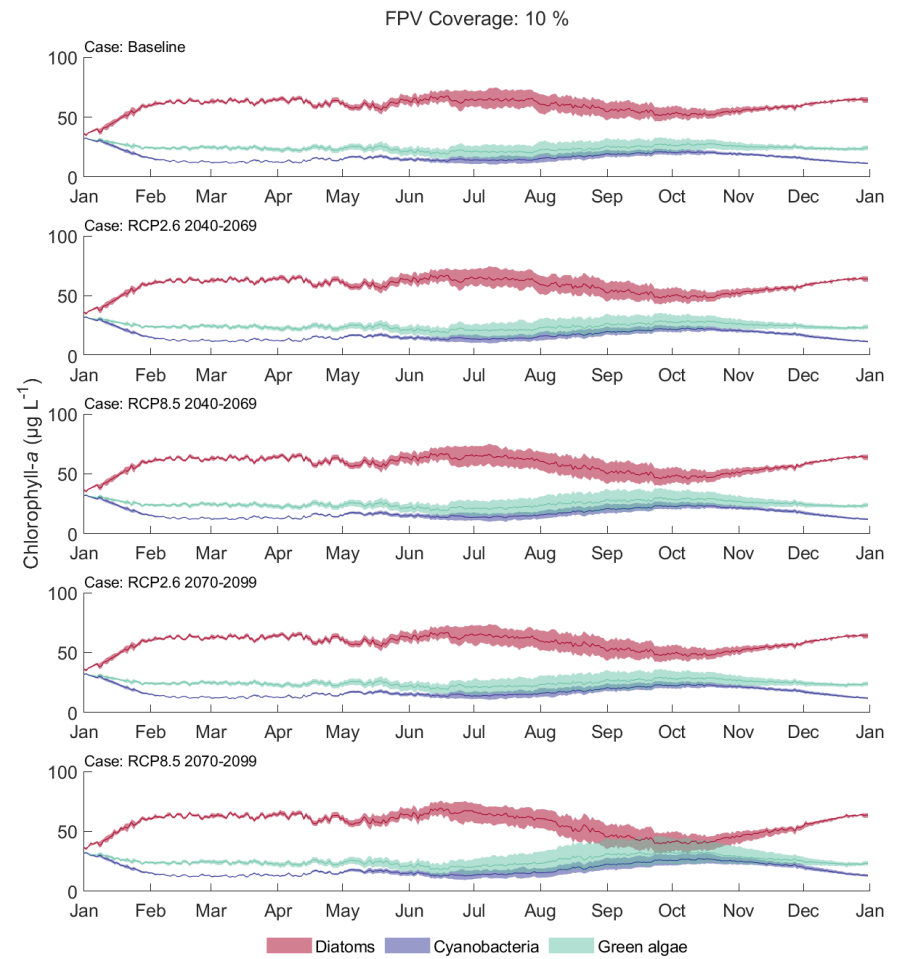 FPV Coverage: 10 %
Case: Baseline
100
50
0
Jan Feb Mar Apr May Jun Jul Aug Sep Oct Nov Dec Jan
Case: RCP2.6 2040-2069
100
50
0
Jan Feb Mar Apr May Jun Jul Aug Sep Oct Nov Dec Jan
Chlorophyll-a (µg L⁻¹)
Case: RCP8.5 2040-2069
100
50
0
Jan Feb Mar Apr May Jun Jul Aug Sep Oct Nov Dec Jan
Case: RCP2.6 2070-2099
100
50
0
Jan Feb Mar Apr May Jun Jul Aug Sep Oct Nov Dec Jan
Case: RCP8.5 2070-2099
100
50
0
Jan Feb Mar Apr May Jun Jul Aug Sep Oct Nov Dec Jan
Diatoms Cyanobacteria Green algae